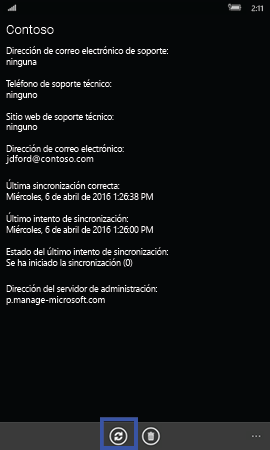 2:11
Contoso
Dirección de correo electrónico de soporte:
ninguna
Teléfono de soporte técnico:
ninguno
Sitio web de soporte técnico:
ninguno
Dirección de correo electrónico:
jdford@contoso.com
Última sincronización correcta:
Miércoles, 6 de abril de 2016 1:26:38 PM
Último intento de sincronización:
Miércoles, 6 de abril de 2016 1:26:00 PM
Estado del último intento de sincronización:
Se ha iniciado la sincronización (0)
Dirección del servidor de administración:
p.manage-microsoft.com